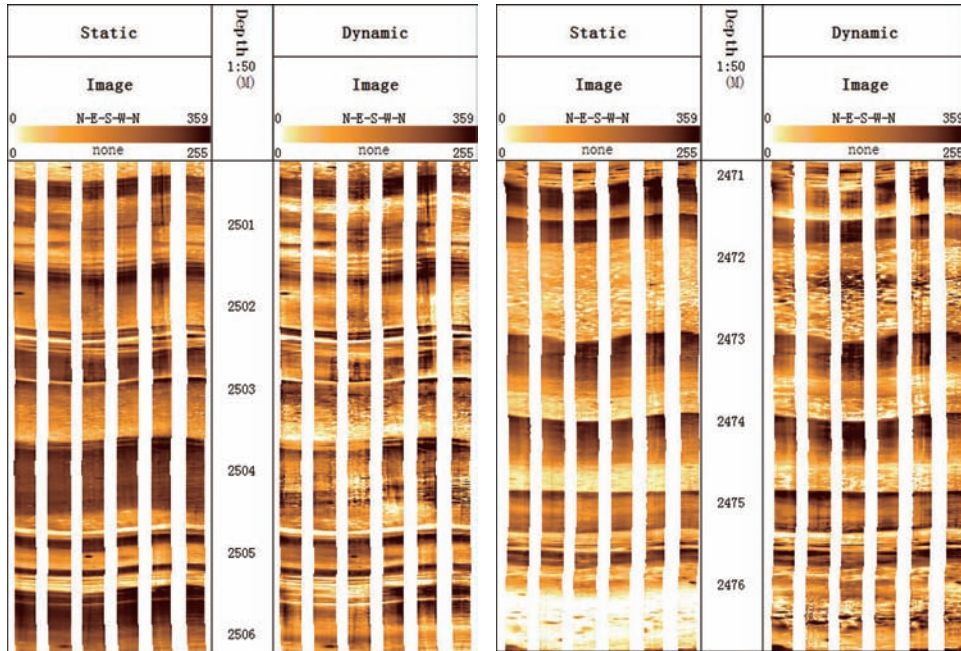 Static
Depth
1:50
(M)
Dynamic
Image
Image
0 N-E-S-W-N 359
0 N-E-S-W-N 359
0 none 255
0 none 255
2501
2502
2503
2504
2505
2506
Static
Depth
1:50
(M)
Dynamic
Image
Image
0 N-E-S-W-N 359
0 N-E-S-W-N 359
0 none 255
0 none 255
2471
2472
2473
2474
2475
2476